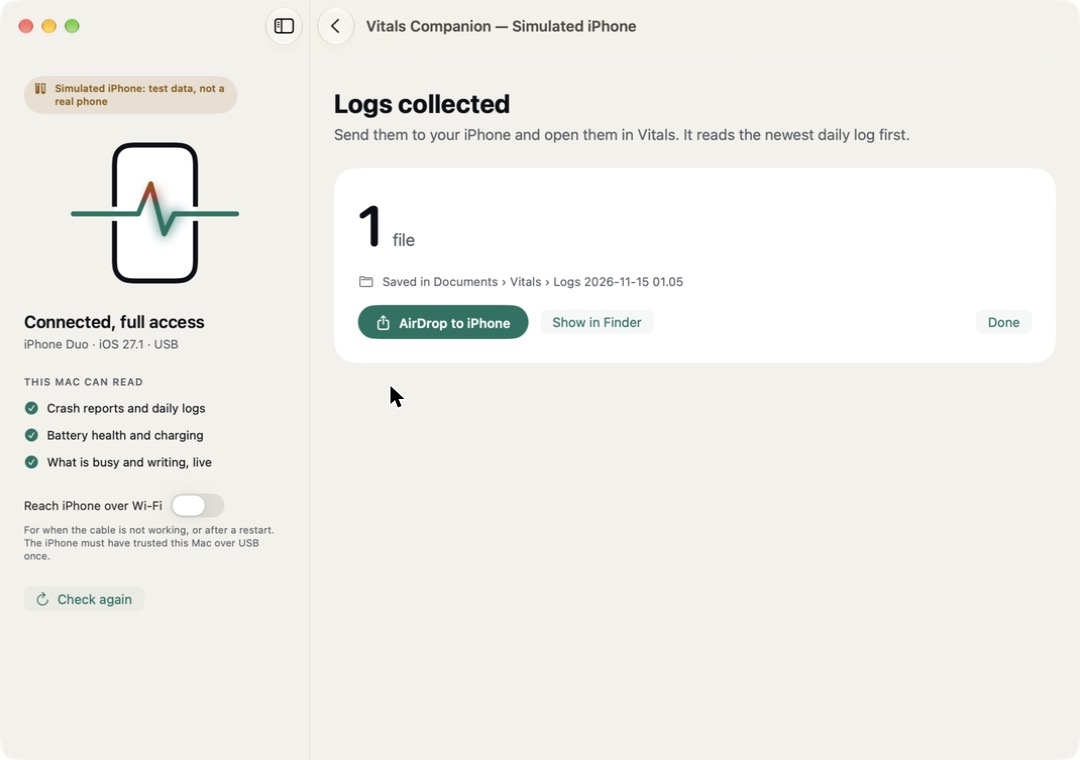 Vitals Companion — Simulated iPhone
Simulated iPhone: test data, not a
real phone
Connected, full access
iPhone Duo · iOS 27.1 · USB
THIS MAC CAN READ
Crash reports and daily logs
Battery health and charging
What is busy and writing, live
Reach iPhone over Wi-Fi
For when the cable is not working, or after a restart.
The iPhone must have trusted this Mac over USB
once.
Check again
Logs collected
Send them to your iPhone and open them in Vitals. It reads the newest daily log first.
1 file
Saved in Documents › Vitals › Logs 2026-11-15 01.05
AirDrop to iPhone
Show in Finder
Done